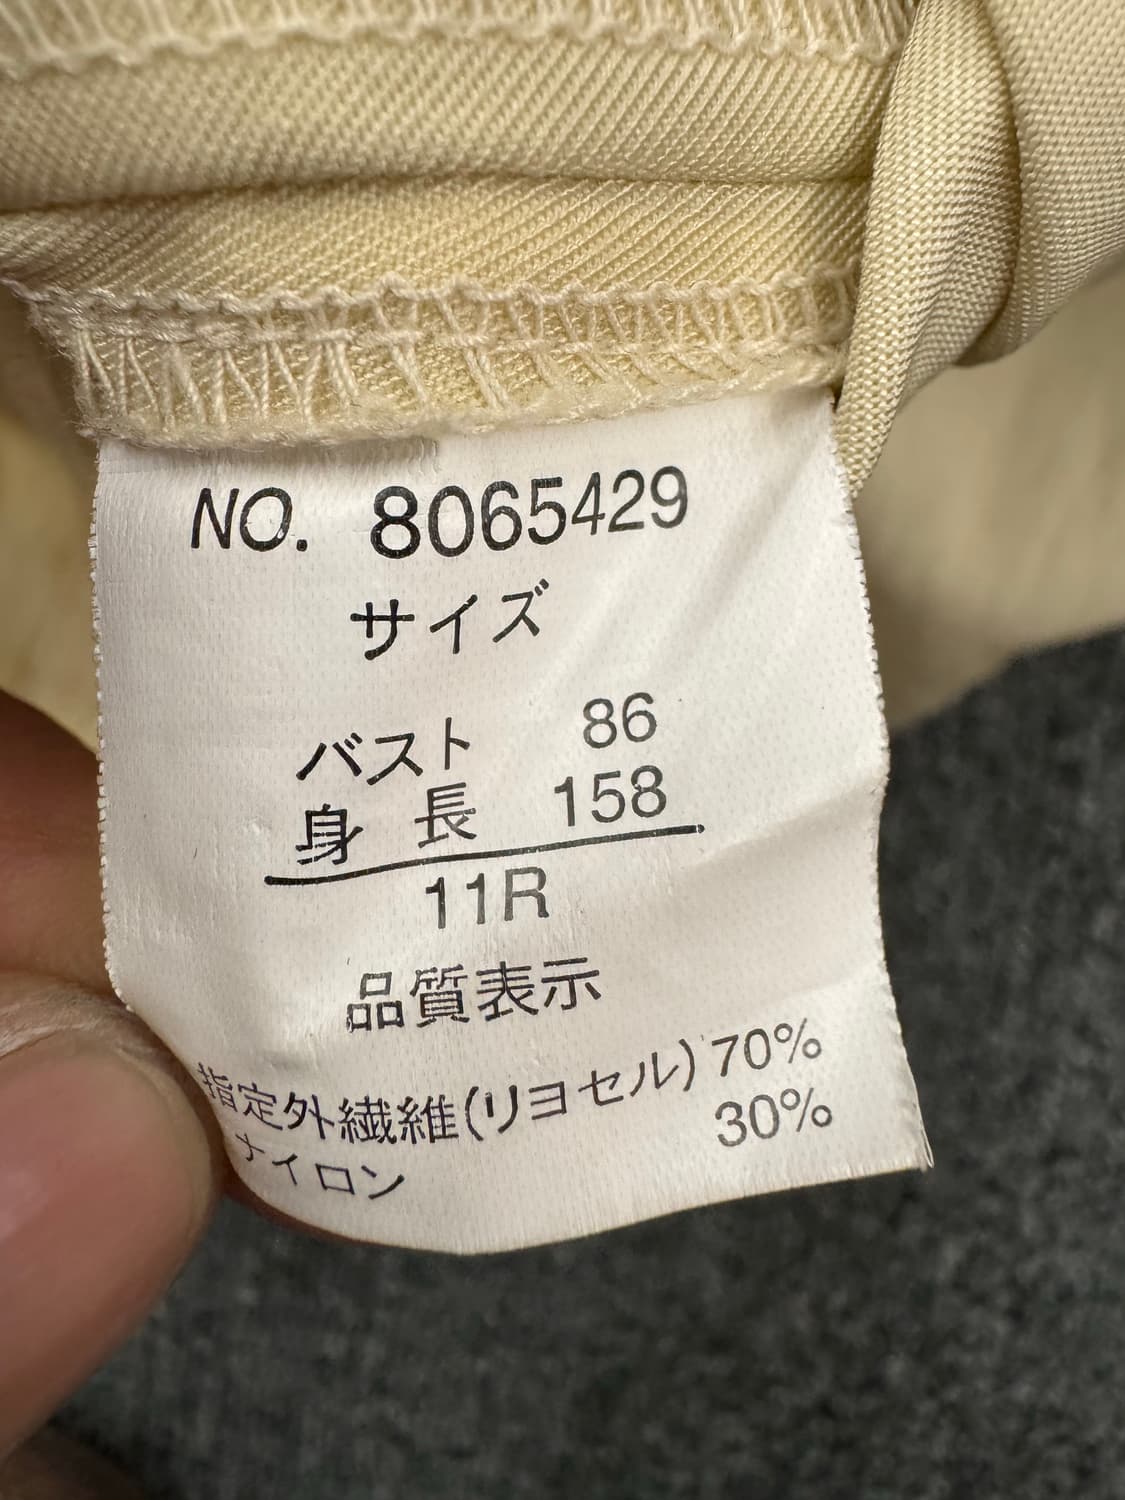 NO. 8065429
サイズ
バスト 86
身長 158
11R
品質表示
指定外繊維(リヨセル) 70%
ナイロン 30%